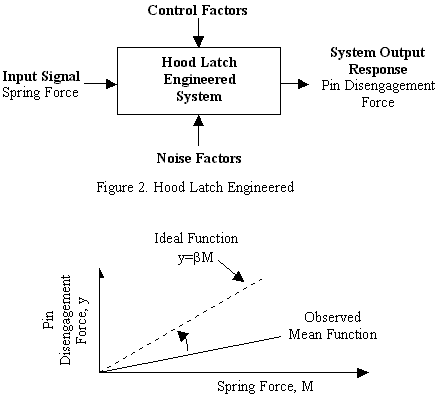 Control Factors
Input Signal
Spring Force
Hood Latch
Engineered
System
System Output
Response
Pin Disengagement
Force
Noise Factors
Figure 2. Hood Latch Engineered
Ideal Function
y=βM
Pin
Disengagement
Force, y
Observed
Mean Function
Spring Force, M